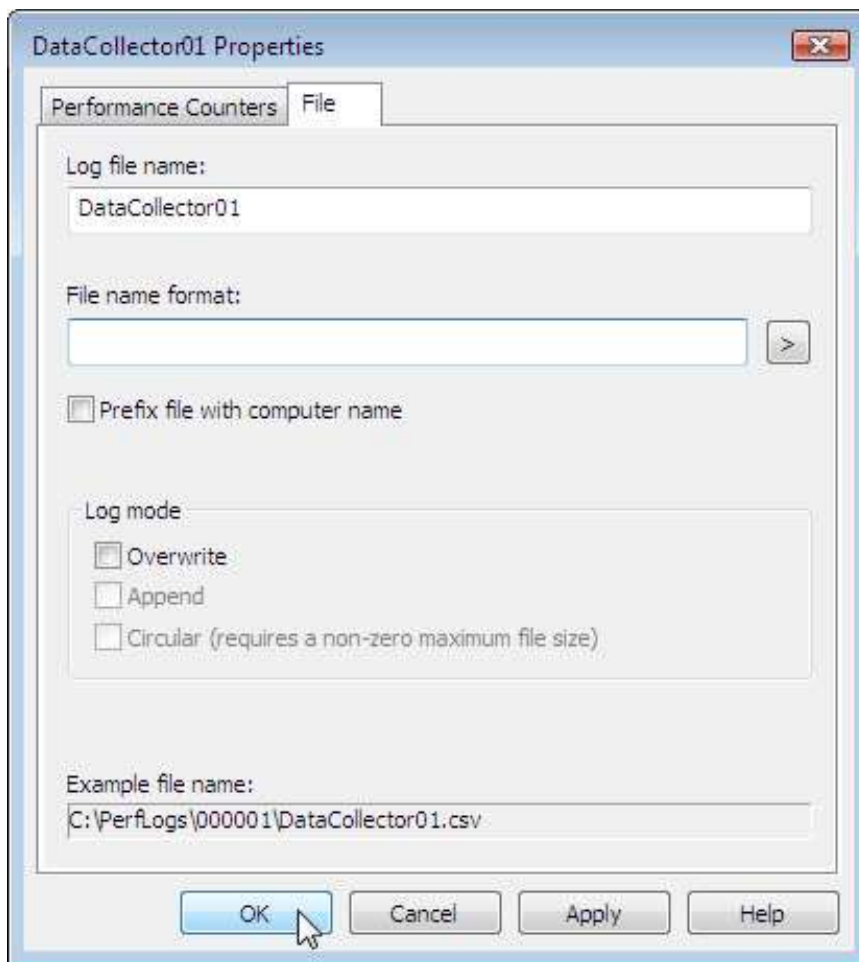 DataCollector01 Properties
Performance Counters File
Log file name:
DataCollector01
File name format:
>
Prefix file with computer name
Log mode
Overwrite
Append
Circular (requires a non-zero maximum file size)
Example file name:
C:\PerfLogs\000001\DataCollector01.csv
OK Cancel Apply Help